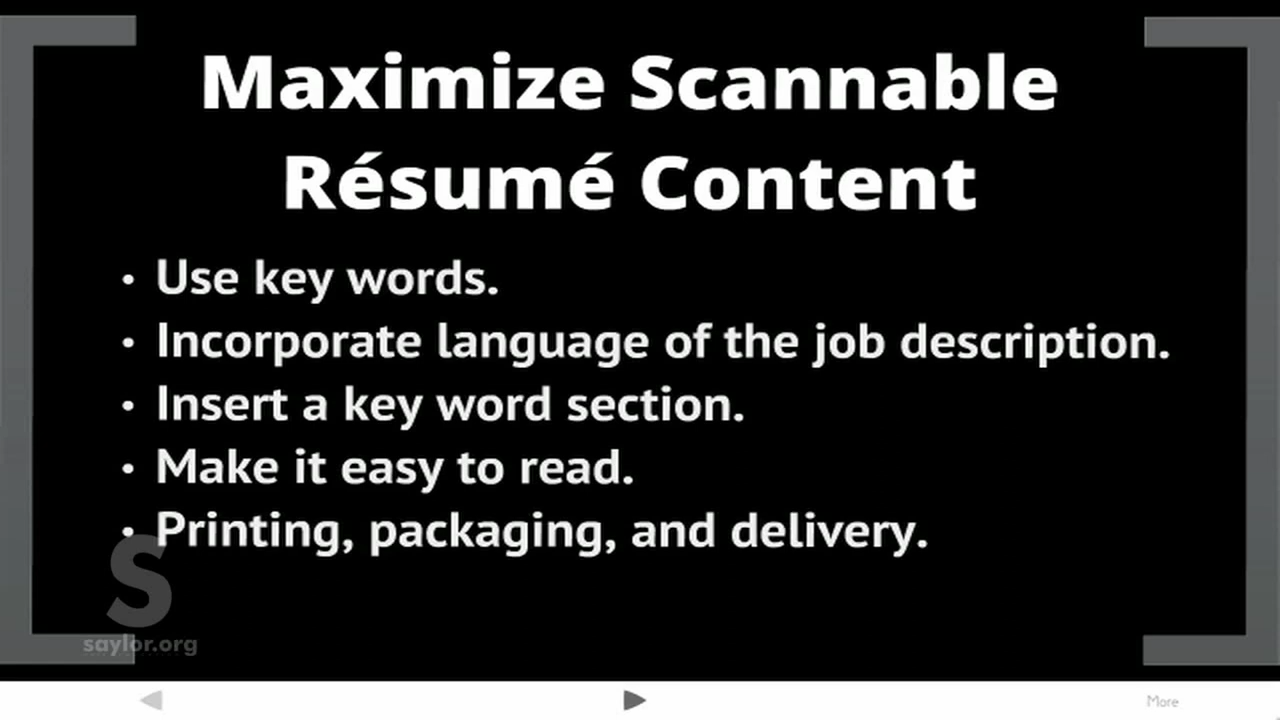 Maximize Scannable
Résumé Content
• Use key words.
• Incorporate language of the job description.
• Insert a key word section.
• Make it easy to read.
• Printing, packaging, and delivery.
S
saylor.org
More